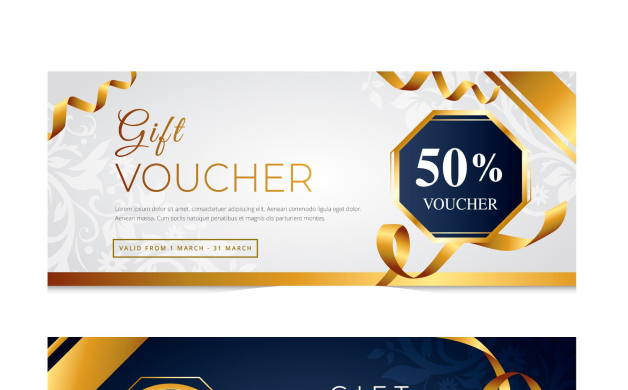 Gift
VOUCHER
Lorem ipsum dolor sit amet, consectetuer adipiscing elit. Aenean commodo ligula eget dolor.
Aenean massa. Cum sociis natoque penatibus et magnis dis parturient montes.
VALID FROM 1 MARCH - 31 MARCH
50%
VOUCHER
GIFT